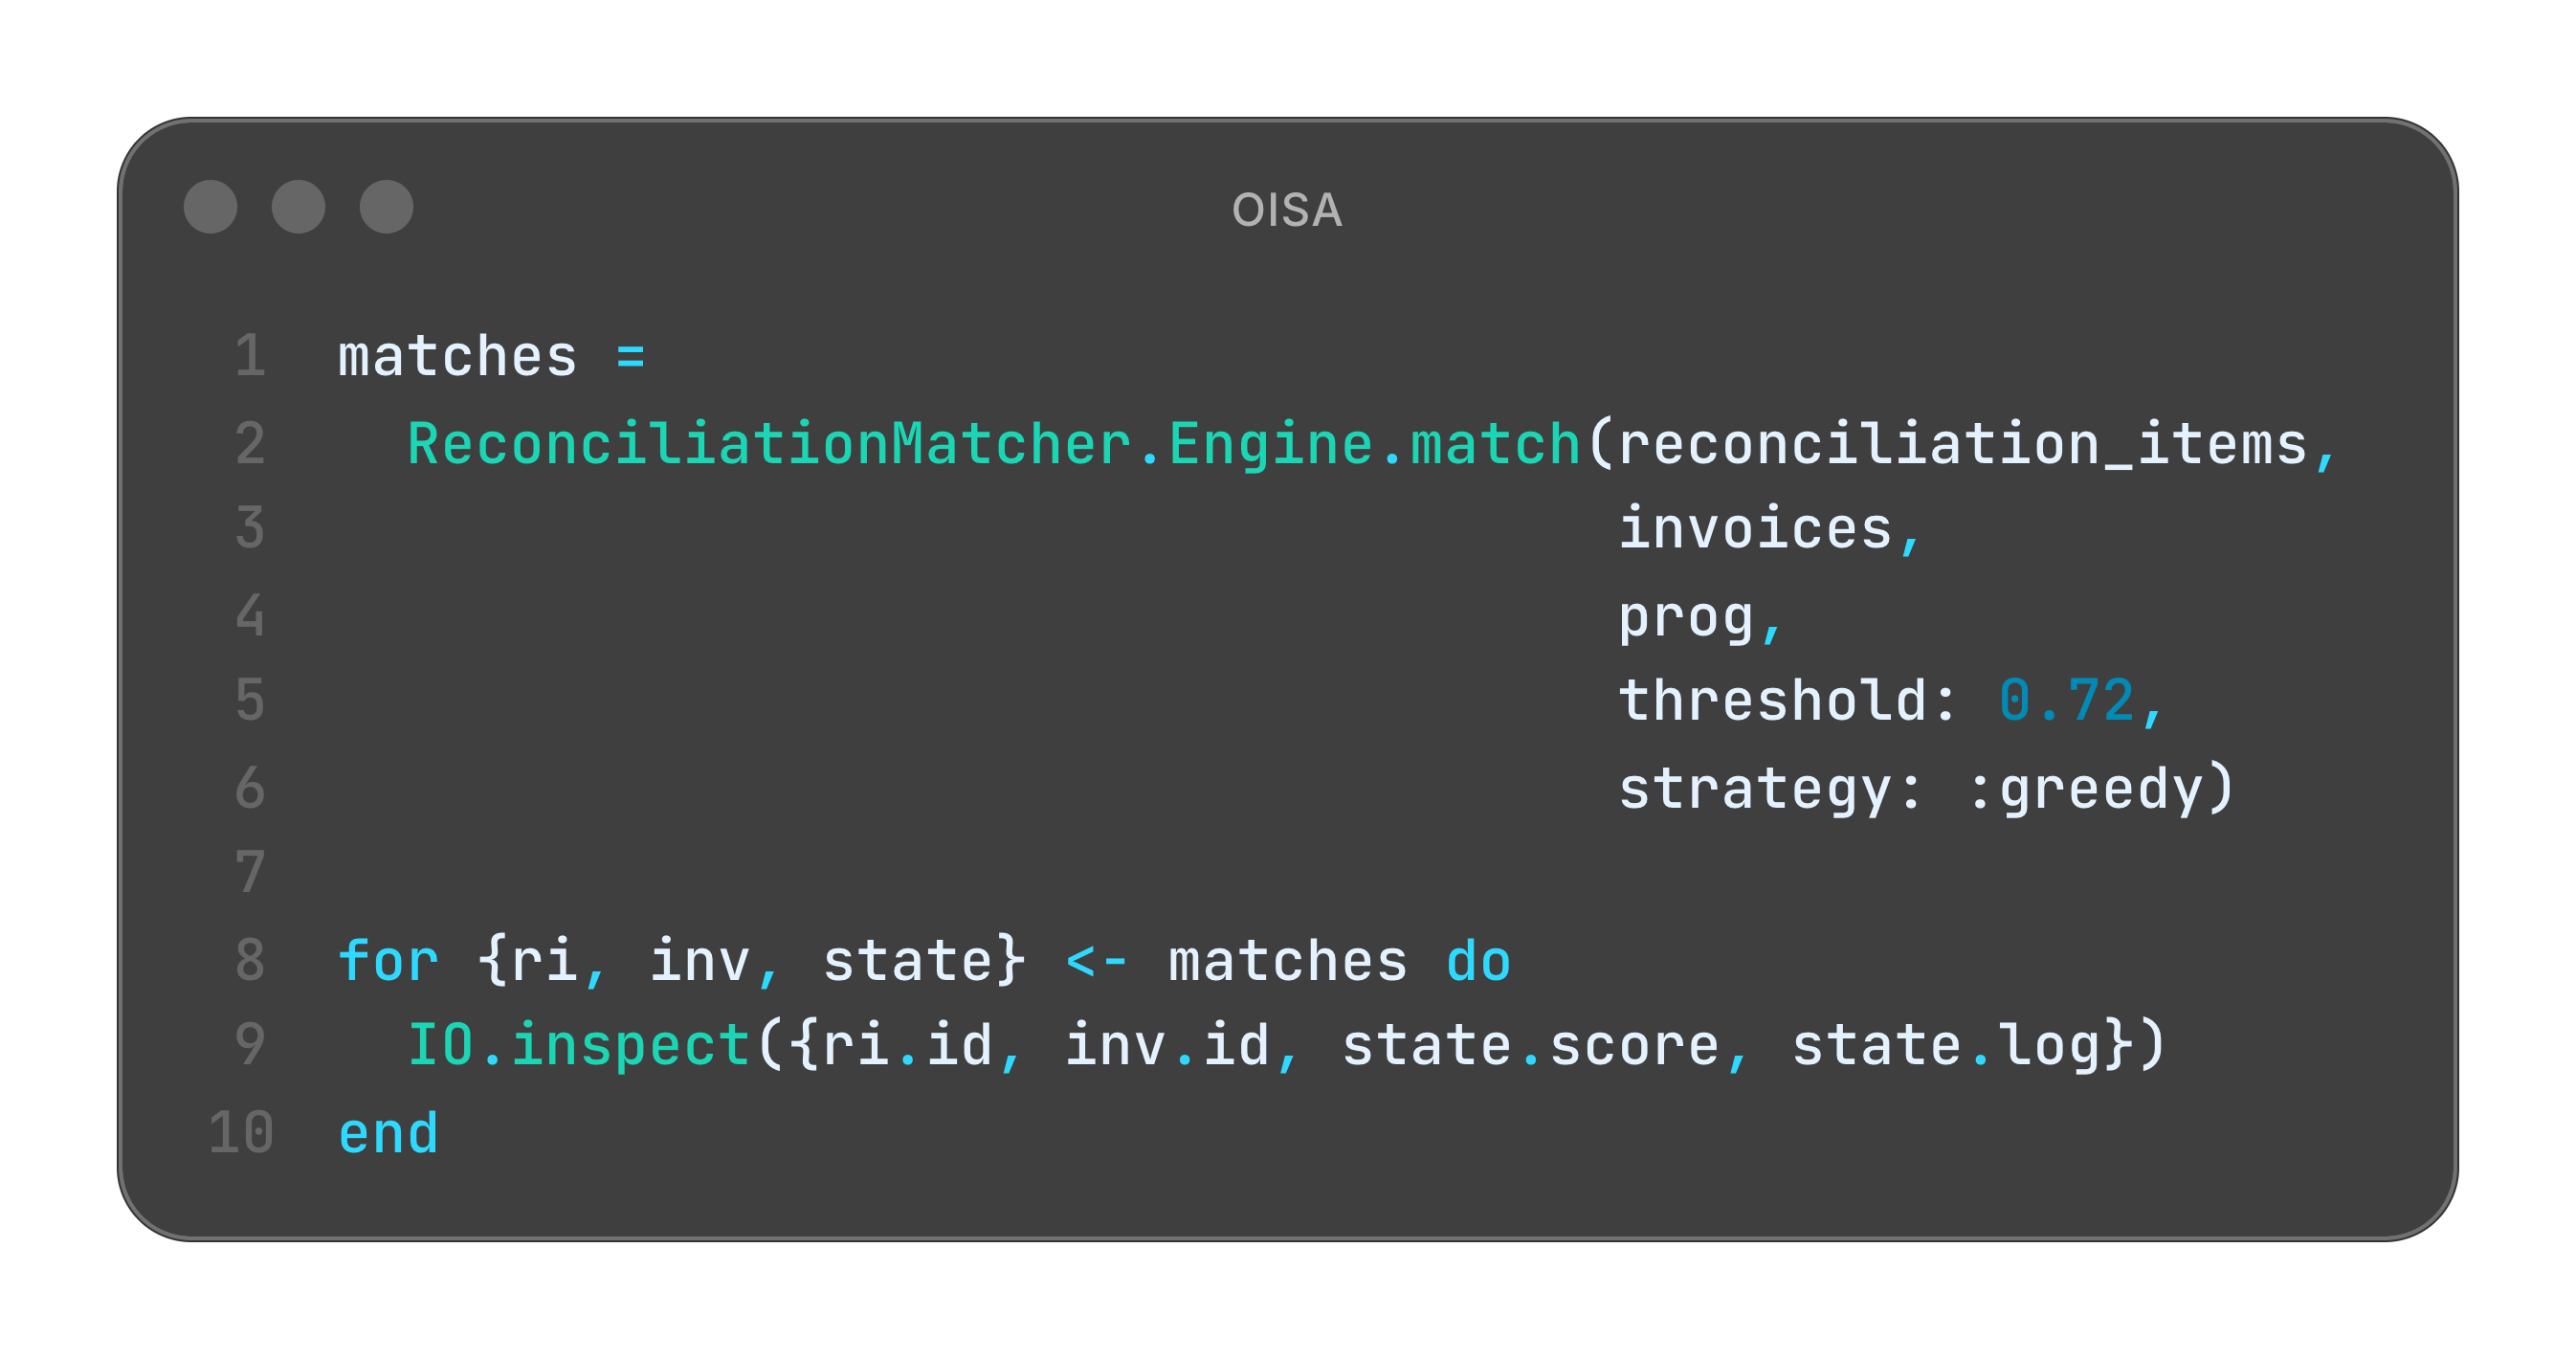 OISA
1 matches =
2   ReconciliationMatcher.Engine.match(reconciliation_items,
3                                      invoices,
4                                      prog,
5                                      threshold: 0.72,
6                                      strategy: :greedy)
7
8 for {ri, inv, state} <- matches do
9   IO.inspect({ri.id, inv.id, state.score, state.log})
10 end